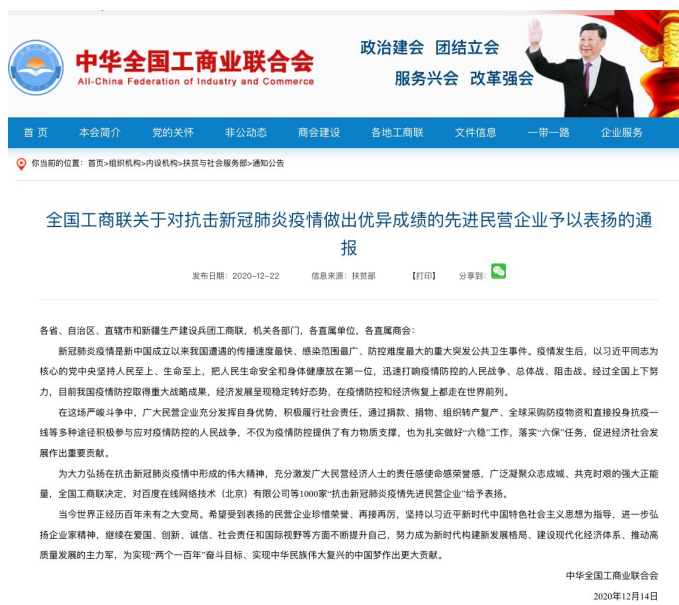 中华全国工商业联合会
All-China Federation of Industry and Commerce
政治建会 团结立会
服务兴会 改革强会
首 页 本会简介 党的关怀 非公动态 商会建设 各地工商联 文件信息 一带一路 企业服务
你当前的位置：首页>组织机构>内设机构>扶贫与社会服务部>通知公告
全国工商联关于对抗击新冠肺炎疫情做出优异成绩的先进民营企业予以表扬的通
报
发布日期：2020-12-22 信息来源：扶贫部 【打印】 分享到：
各省、自治区、直辖市和新疆生产建设兵团工商联，机关各部门，各直属单位，各直属商会：
新冠肺炎疫情是新中国成立以来我国遭遇的传播速度最快、感染范围最广、防控难度最大的重大突发公共卫生事件。疫情发生后，以习近平同志为
核心的党中央坚持人民至上、生命至上，把人民生命安全和身体健康放在第一位，迅速打响疫情防控的人民战争、总体战、阻击战。经过全国上下努
力，目前我国疫情防控取得重大战略成果，经济发展呈现稳定转好态势，在疫情防控和经济恢复上都走在世界前列。
在这场严峻斗争中，广大民营企业充分发挥自身优势，积极履行社会责任，通过捐款、捐物、组织转产复产、全球采购防疫物资和直接投身抗疫一
线等多种途径积极参与应对疫情防控的人民战争，不仅为疫情防控提供了有力物质支撑，也为扎实做好“六稳”工作，落实“六保”任务，促进经济社会发
展作出重要贡献。
为大力弘扬在抗击新冠肺炎疫情中形成的伟大精神，充分激发广大民营经济人士的责任感使命感荣誉感，广泛凝聚众志成城、共克时艰的强大正能
量，全国工商联决定，对百度在线网络技术（北京）有限公司等1000家“抗击新冠肺炎疫情先进民营企业”给予表扬。
当今世界正经历百年未有之大变局。希望受到表扬的民营企业珍惜荣誉、再接再厉，坚持以习近平新时代中国特色社会主义思想为指导，进一步弘
扬企业家精神，继续在爱国、创新、诚信、社会责任和国际视野等方面不断提升自己，努力成为新时代构建新发展格局、建设现代化经济体系、推动高
质量发展的主力军，为实现“两个一百年”奋斗目标、实现中华民族伟大复兴的中国梦作出更大贡献。
中华全国工商业联合会
2020年12月14日